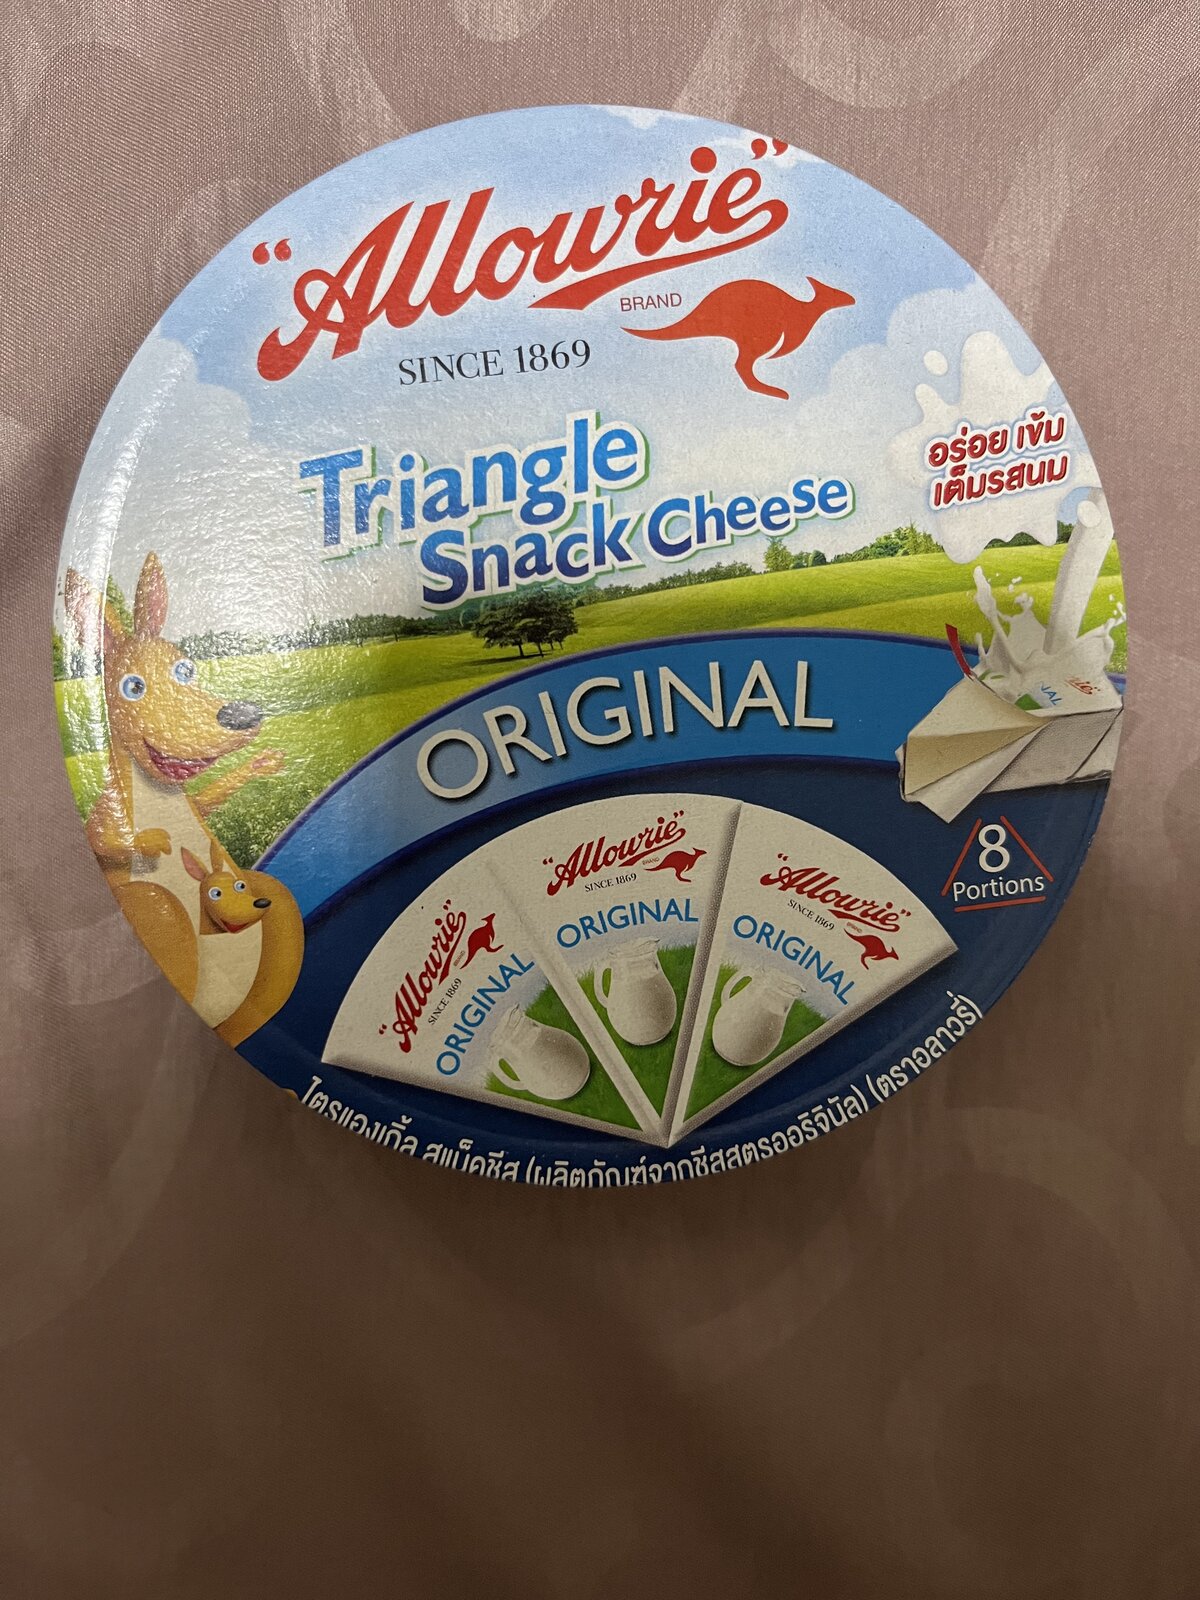 "Allowrie"
BRAND
SINCE 1869
Triangle
Snack Cheese
อร่อย เข้ม
เต็มรสนม
ORIGINAL
8
Portions
"Allowrie"
BRAND
SINCE 1869
ORIGINAL
"Allowrie"
BRAND
SINCE 1869
ORIGINAL
"Allowrie"
BRAND
SINCE 1869
ORIGINAL
ไตรแองเกิ้ล สแน็คชีส (ผลิตภัณฑ์จากชีสสูตรออริจินัล) (ตราอลาวรี่)